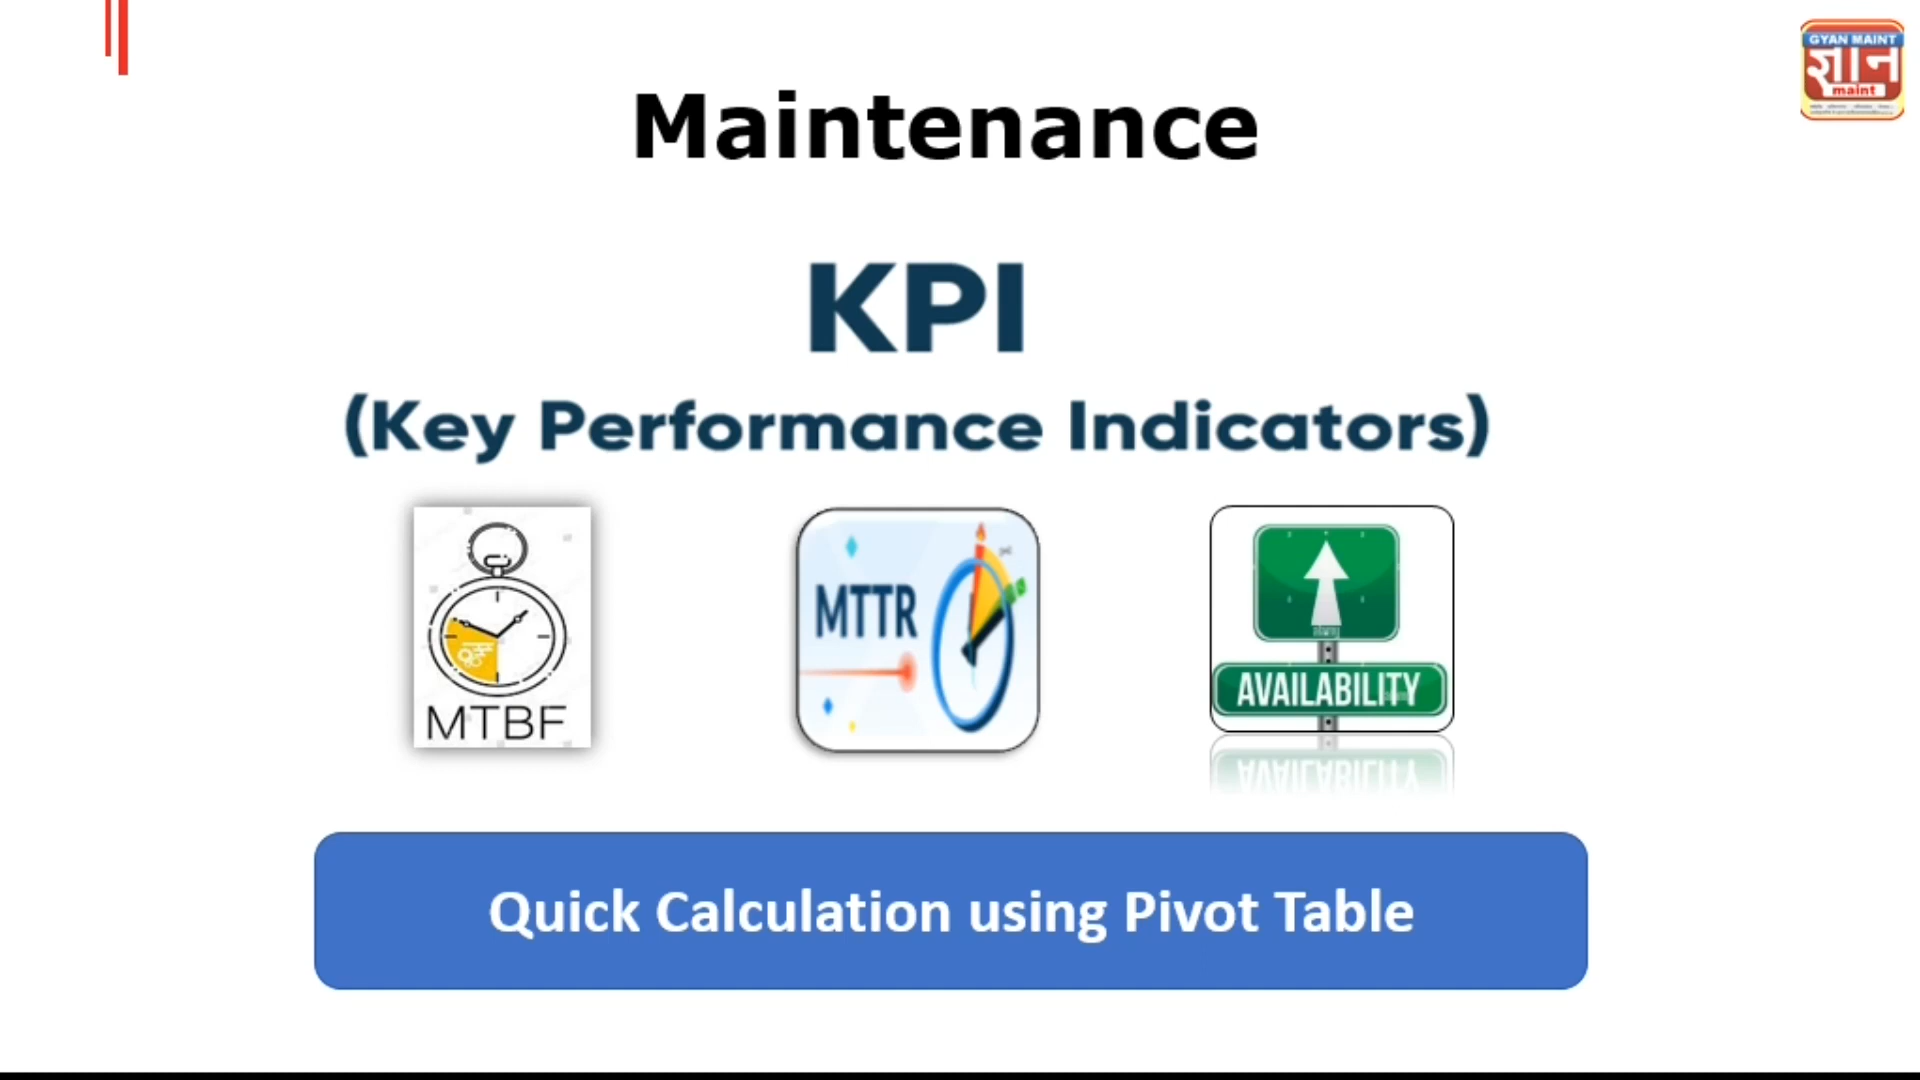 GYAN MAINT
ज्ञान
maint
Maintenance
KPI
(Key Performance Indicators)
MTBF
MTTR
AVAILABILITY
Quick Calculation using Pivot Table